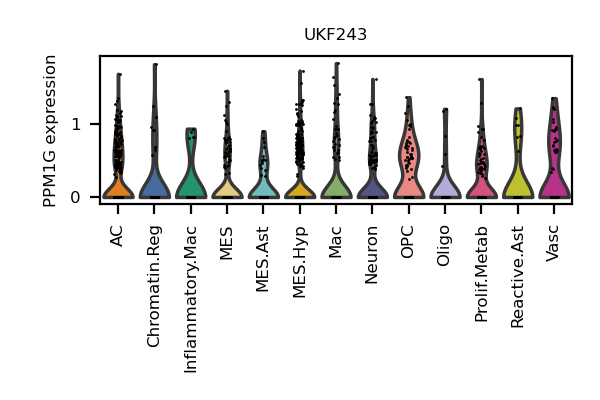 UKF243
PPM1G expression
1
0
AC
Chromatin.Reg
Inflammatory.Mac
MES
MES.Ast
MES.Hyp
Mac
Neuron
OPC
Oligo
Prolif.Metab
Reactive.Ast
Vasc